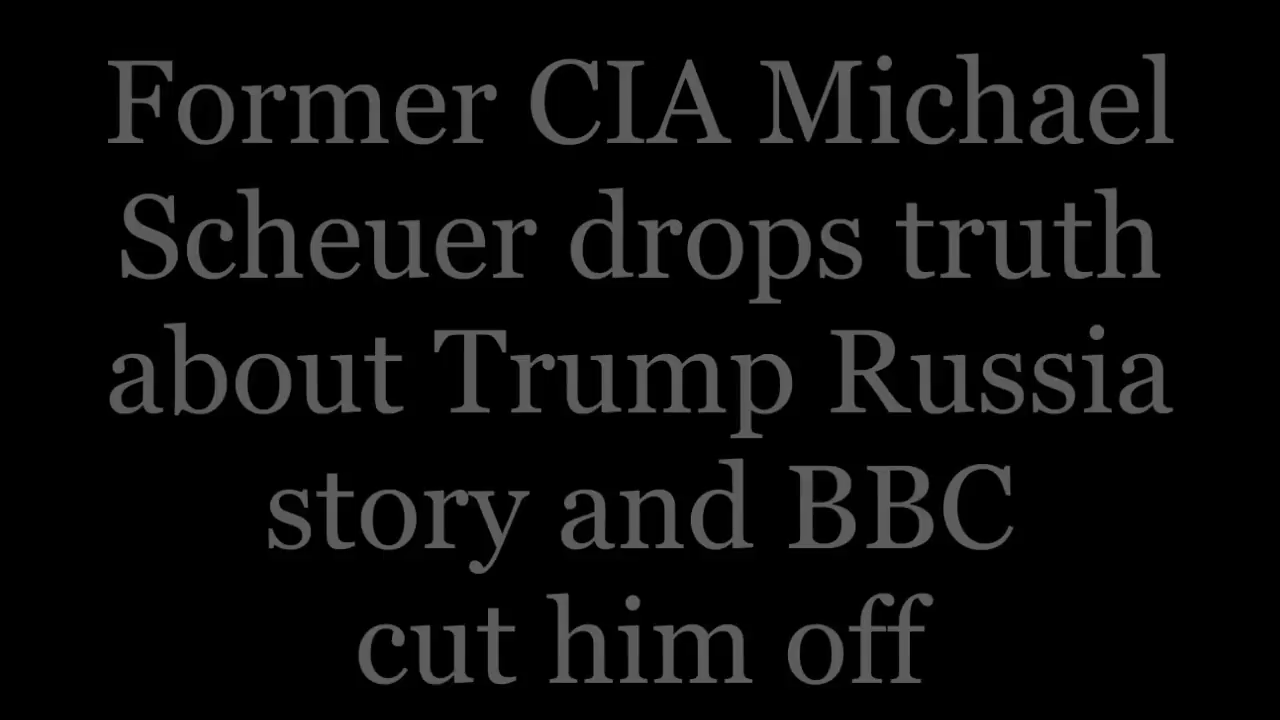 Former CIA Michael
Scheuer drops truth
about Trump Russia
story and BBC
cut him off